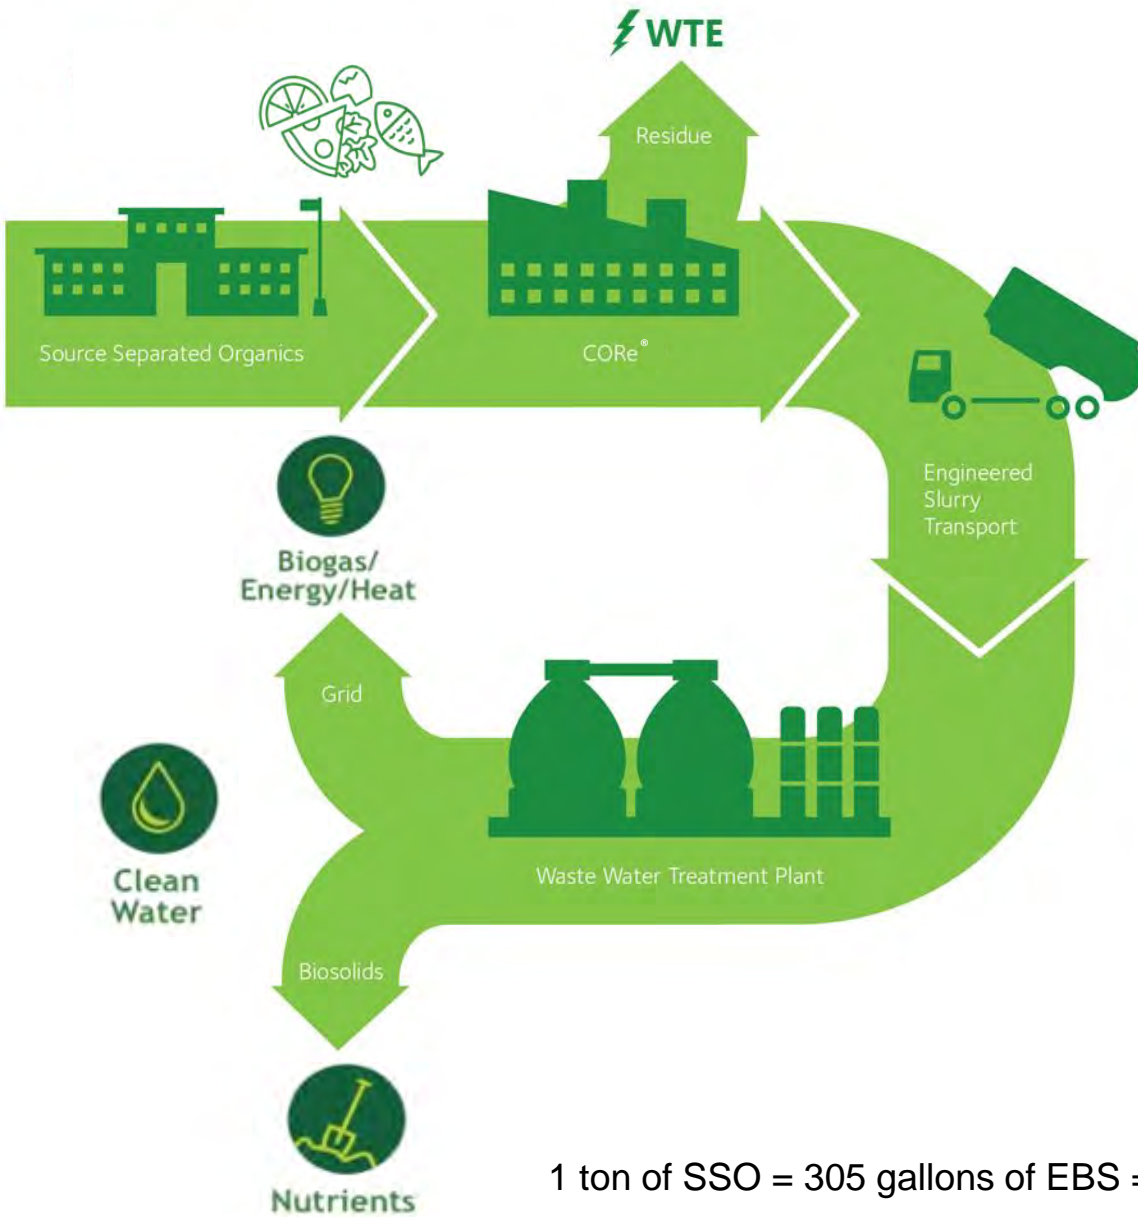 WTE
Residue
Source Separated Organics
CORe®
Engineered
Slurry
Transport
Biogas/
Energy/Heat
Grid
Clean
Water
Waste Water Treatment Plant
Biosolids
Nutrients
1 ton of SSO = 305 gallons of EBS =